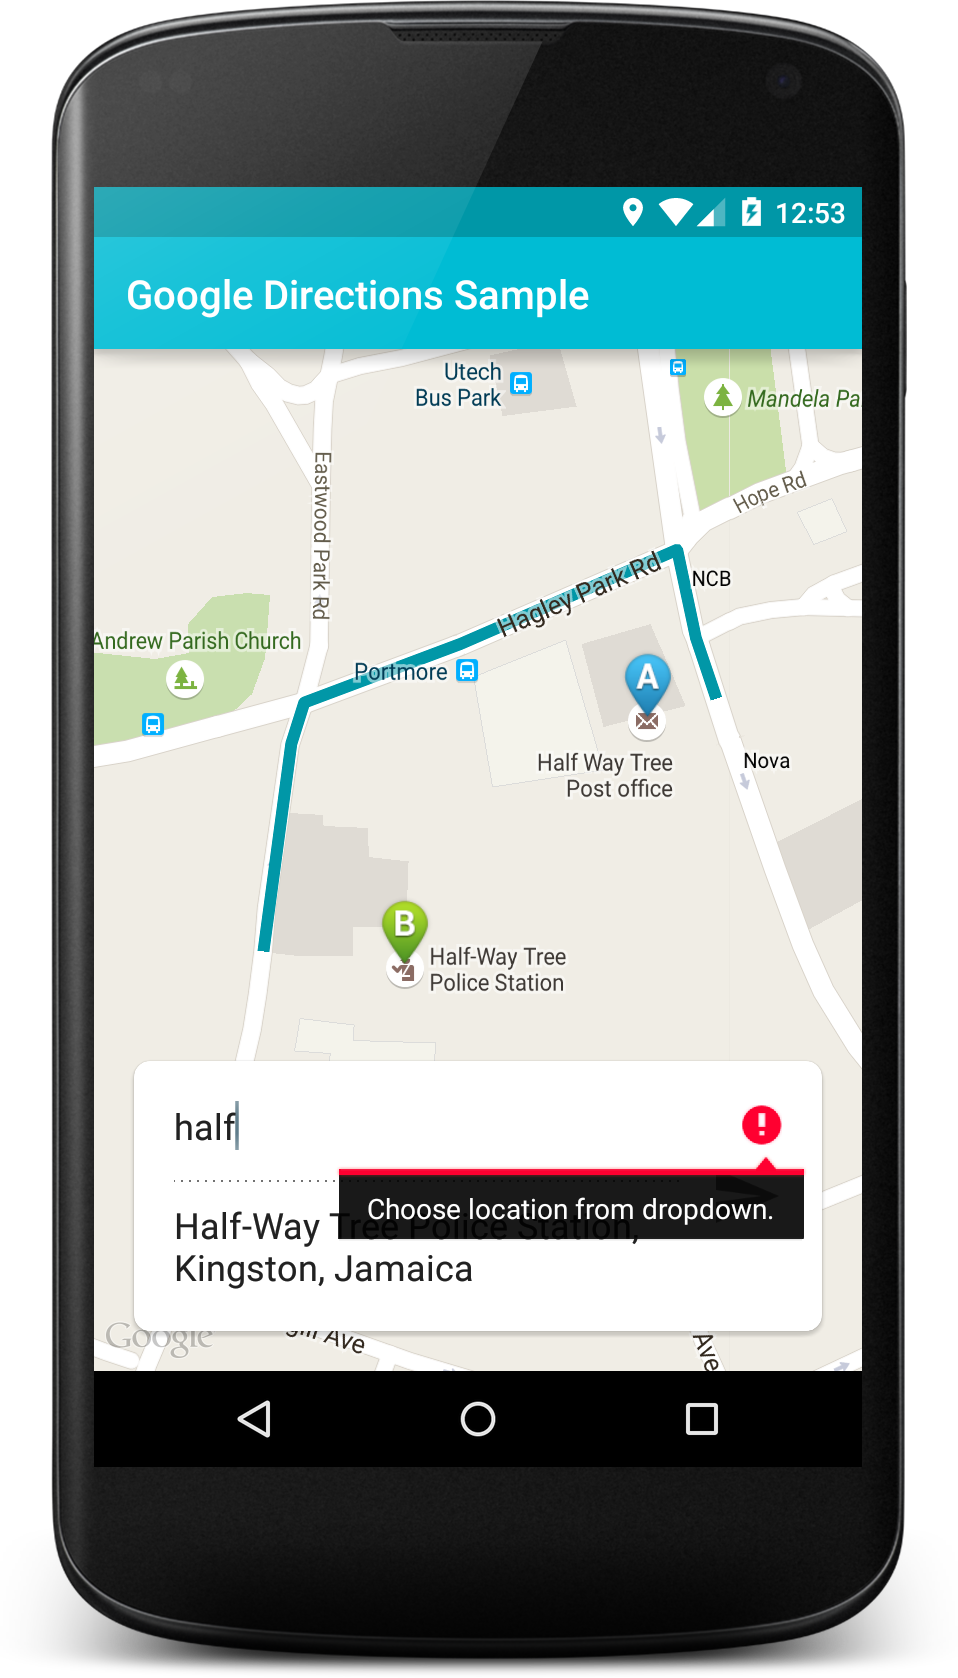 12:53
Google Directions Sample
Utech
Bus Park
Mandela Pa
Eastwood Park Rd
Hope Rd
Hagley Park Rd
NCB
Andrew Parish Church
Portmore
A
Half Way Tree
Post office
Nova
B
Half-Way Tree
Police Station
half
Choose location from dropdown.
Half-Way Tree Police Station,
Kingston, Jamaica
Google
Ave
Ave